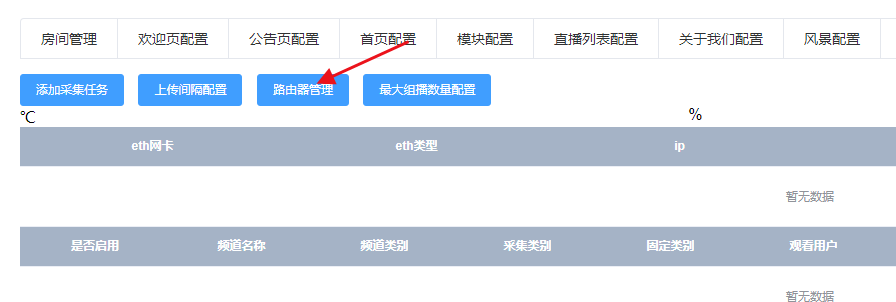 房间管理 欢迎页配置 公告页配置 首页配置 模块配置 直播列表配置 关于我们配置 风景配置
添加采集任务 上传间隔配置 路由器管理 最大组播数量配置
℃ %
eth网卡 eth类型 ip
暂无数据
是否启用 频道名称 频道类别 采集类别 固定类别 观看用户
暂无数据